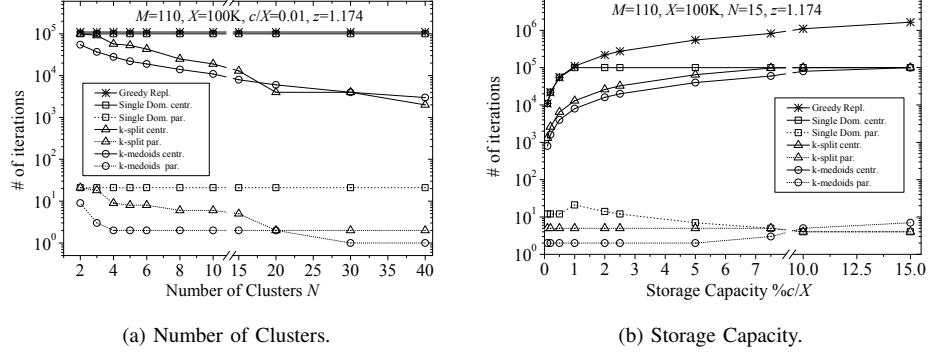 M=110, X=100K, c/X=0.01, z=1.174
10^5
10^4
10^3
10^2
10^1
10^0
# of iterations
Greedy Repl.
Single Dom. centr.
Single Dom. par.
k-split centr.
k-split par.
k-medoids centr.
k-medoids par.
2 3 4 5 6 8 10 15 20 30 40
Number of Clusters N
(a) Number of Clusters.
M=110, X=100K, N=15, z=1.174
10^6
10^5
10^4
10^3
10^2
10^1
10^0
# of iterations
Greedy Repl.
Single Dom. centr.
Single Dom. par.
k-split centr.
k-split par.
k-medoids centr.
k-medoids par.
0 1 2 3 4 5 6 7 8 10.0 12.5 15.0
Storage Capacity %c/X
(b) Storage Capacity.